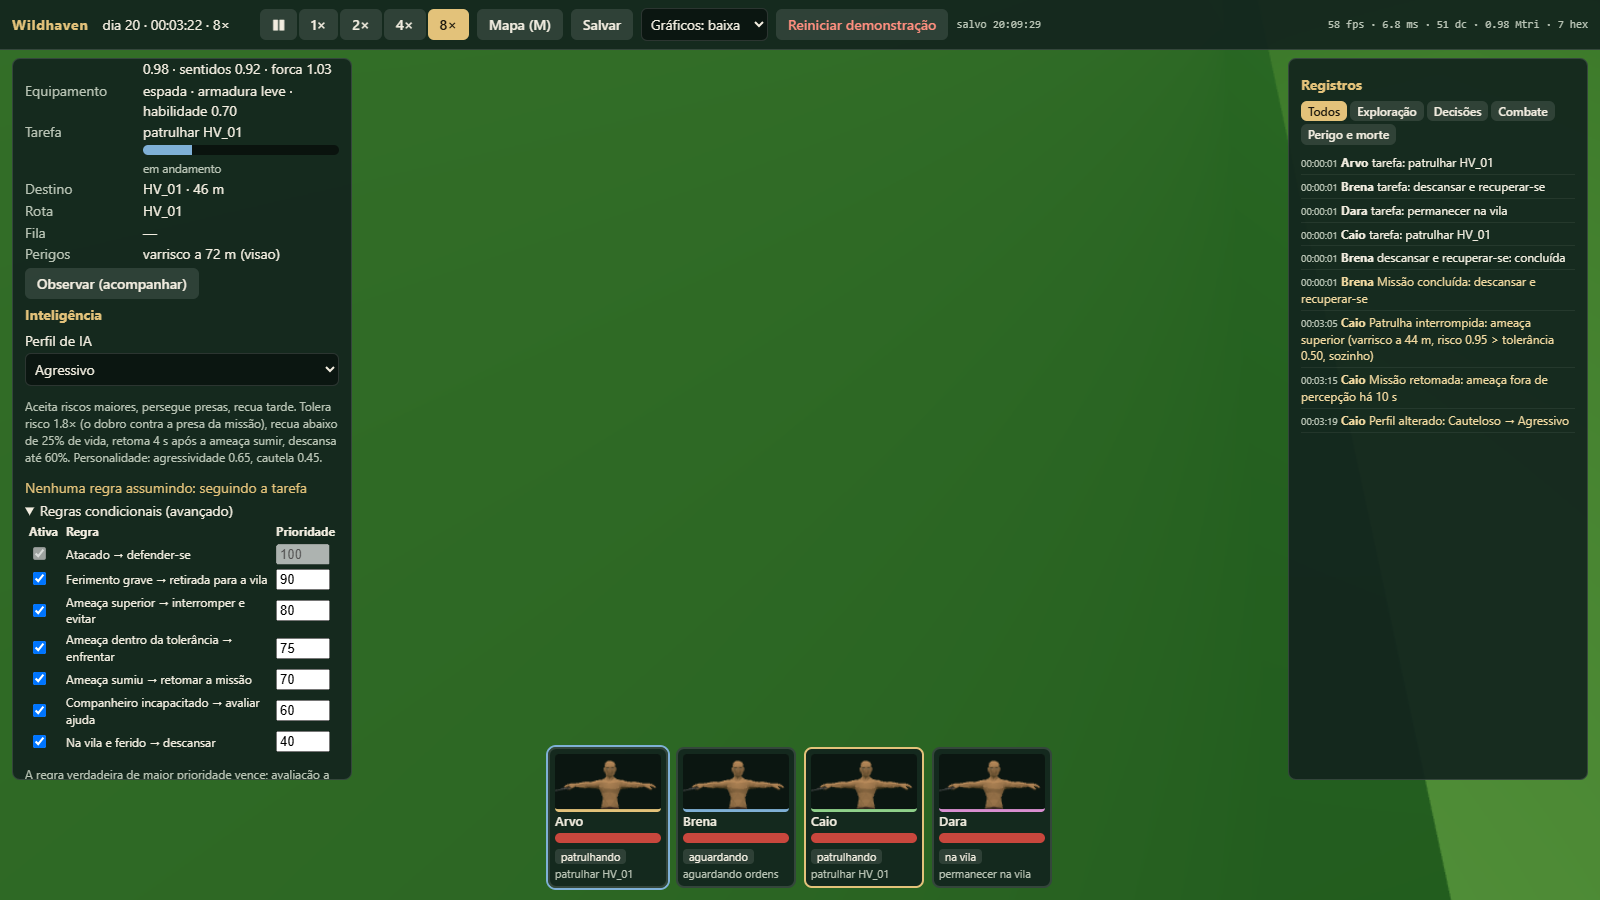 Wildhaven dia 20 · 00:03:22 · 8× 1× 2× 4× 8× Mapa (M) Salvar Gráficos: baixa Reiniciar demonstração salvo 20:09:29 58 fps · 6.8 ms · 51 dc · 0.98 Mtri · 7 hex
0.98 · sentidos 0.92 · forca 1.03
Equipamento espada · armadura leve ·
habilidade 0.70
Tarefa patrulhar HV_01
em andamento
Destino HV_01 · 46 m
Rota HV_01
Fila —
Perigos varrisco a 72 m (visao)
Observar (acompanhar)
Inteligência
Perfil de IA
Agressivo
Aceita riscos maiores, persegue presas, recua tarde. Tolera
risco 1.8× (o dobro contra a presa da missão), recua abaixo
de 25% de vida, retoma 4 s após a ameaça sumir, descansa
até 60%. Personalidade: agressividade 0.65, cautela 0.45.
Nenhuma regra assumindo: seguindo a tarefa
▼ Regras condicionais (avançado)
Ativa Regra Prioridade
Atacado → defender-se 100
Ferimento grave → retirada para a vila 90
Ameaça superior → interromper e
evitar 80
Ameaça dentro da tolerância →
enfrentar 75
Ameaça sumiu → retomar a missão 70
Companheiro incapacitado → avaliar
ajuda 60
Na vila e ferido → descansar 40
A regra verdadeira de maior prioridade vence; avaliação a
Registros
Todos Exploração Decisões Combate
Perigo e morte
00:00:01 Arvo tarefa: patrulhar HV_01
00:00:01 Brena tarefa: descansar e recuperar-se
00:00:01 Dara tarefa: permanecer na vila
00:00:01 Caio tarefa: patrulhar HV_01
00:00:01 Brena descansar e recuperar-se: concluída
00:00:01 Brena Missão concluída: descansar e
recuperar-se
00:03:05 Caio Patrulha interrompida: ameaça
superior (varrisco a 44 m, risco 0.95 > tolerância
0.50, sozinho)
00:03:15 Caio Missão retomada: ameaça fora de
percepção há 10 s
00:03:19 Caio Perfil alterado: Cauteloso → Agressivo
Arvo
patrulhando
patrulhar HV_01
Brena
aguardando
aguardando ordens
Caio
patrulhando
patrulhar HV_01
Dara
na vila
permanecer na vila